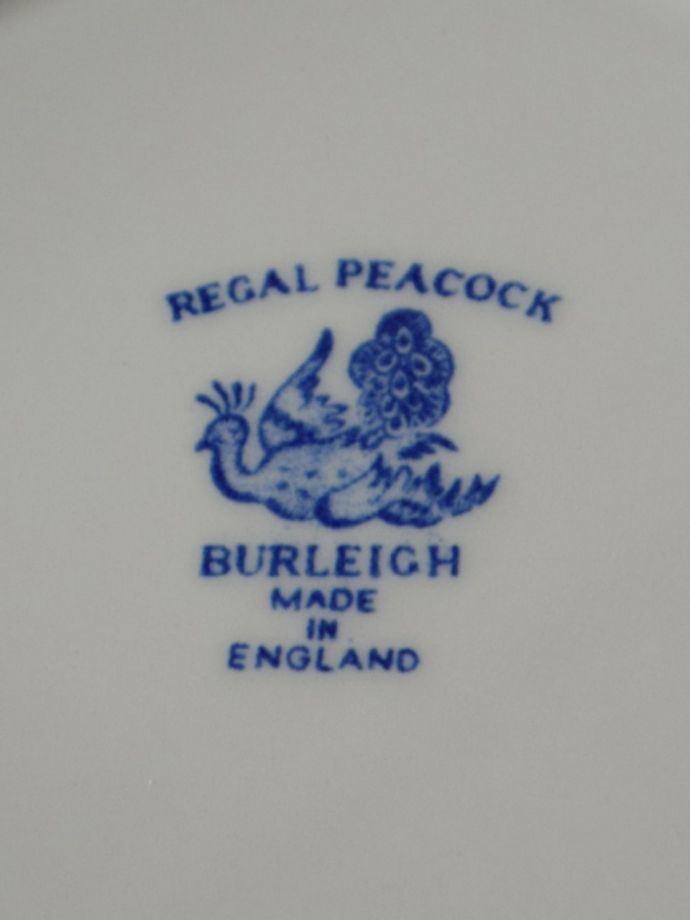 REGAL PEACOCK
BURLEIGH
MADE
IN
ENGLAND